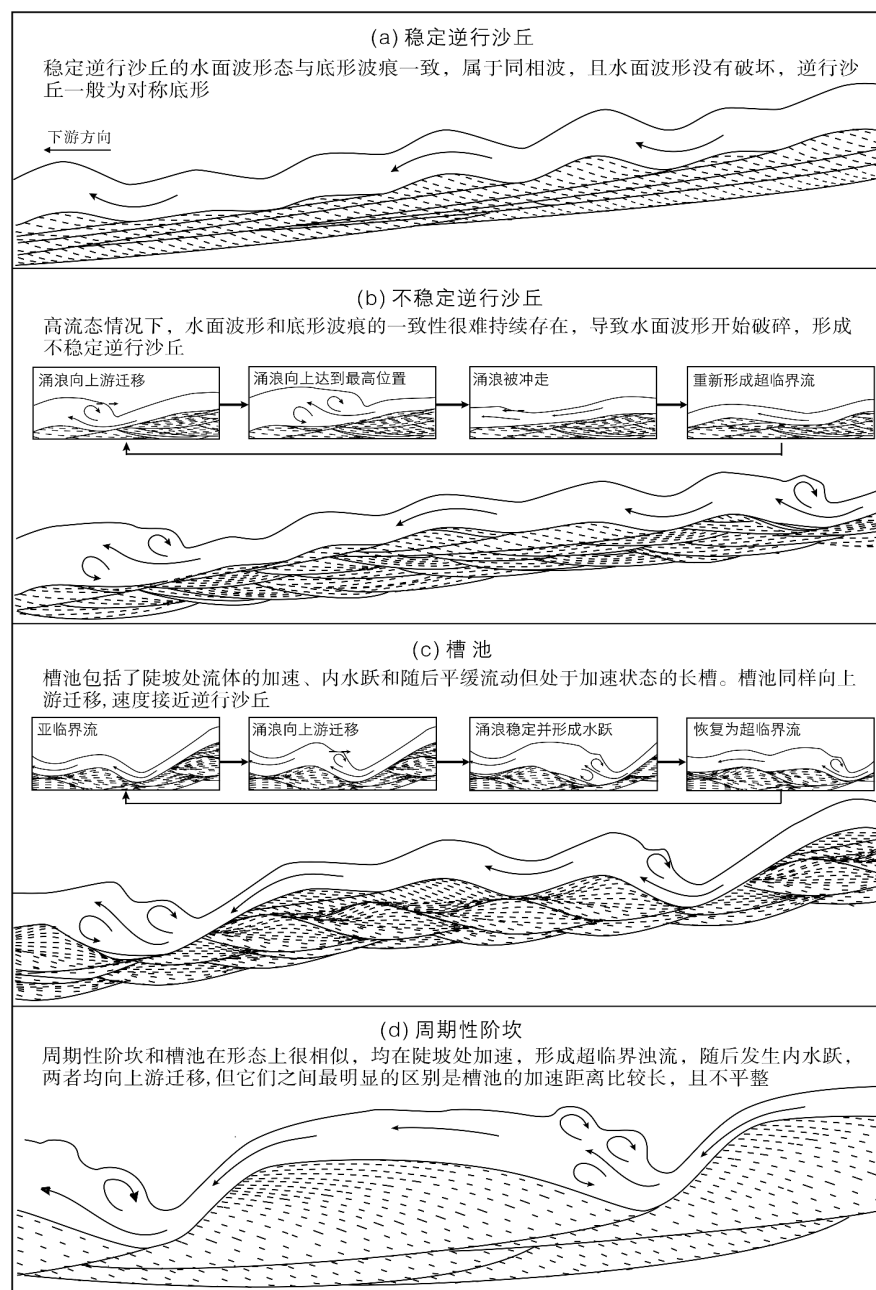 (a) 稳定逆行沙丘
稳定逆行沙丘的水面波形态与底形波痕一致，属于同相波，且水面波形没有破坏，逆行沙
丘一般为对称底形
下游方向
(b) 不稳定逆行沙丘
高流态情况下，水面波形和底形波痕的一致性很难持续存在，导致水面波形开始破碎，形成
不稳定逆行沙丘
涌浪向上游迁移
涌浪向上达到最高位置
涌浪被冲走
重新形成超临界流
(c) 槽池
槽池包括了陡坡处流体的加速、内水跃和随后平缓流动但处于加速状态的长槽。槽池同样向上
游迁移,速度接近逆行沙丘
亚临界流
涌浪向上游迁移
涌浪稳定并形成水跃
恢复为超临界流
(d) 周期性阶坎
周期性阶坎和槽池在形态上很相似，均在陡坡处加速，形成超临界浊流，随后发生内水跃，
两者均向上游迁移,但它们之间最明显的区别是槽池的加速距离比较长，且不平整